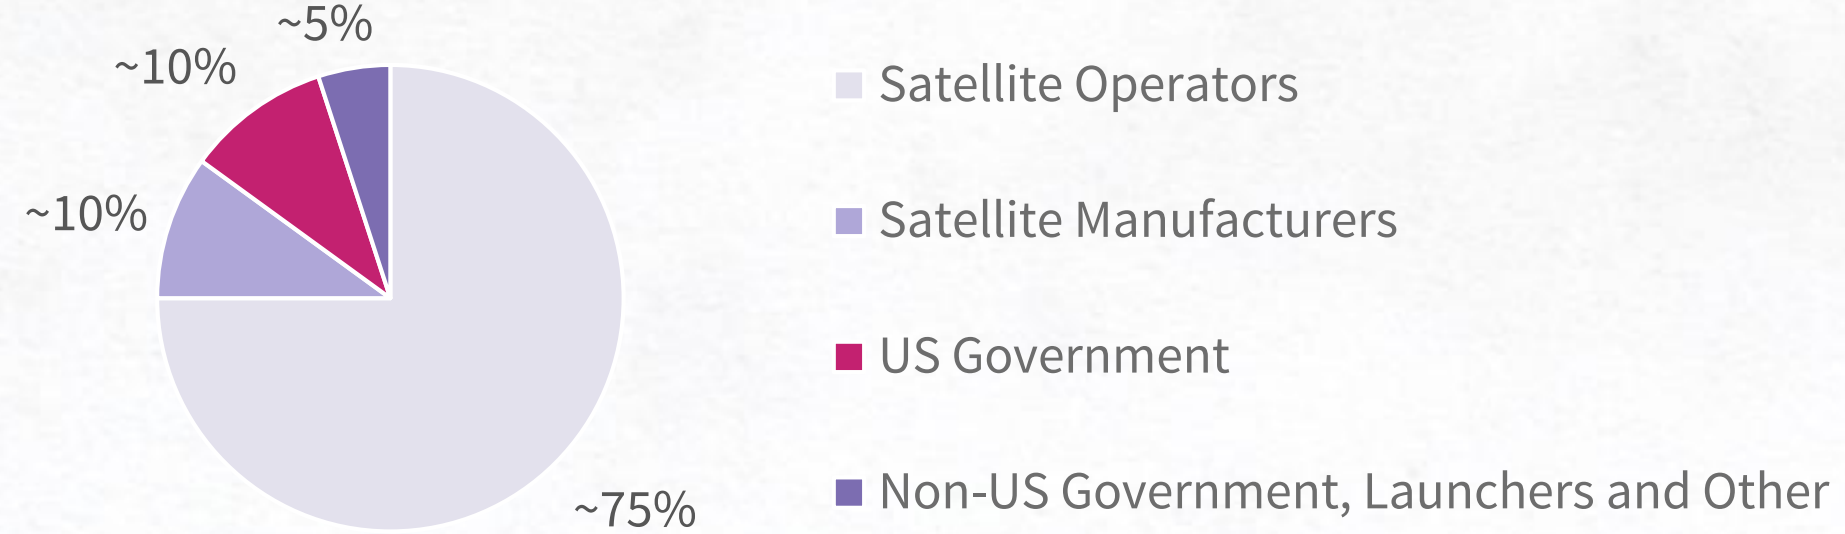 ~5%
~10%
~10%
~75%
Satellite Operators
Satellite Manufacturers
US Government
Non-US Government, Launchers and Other